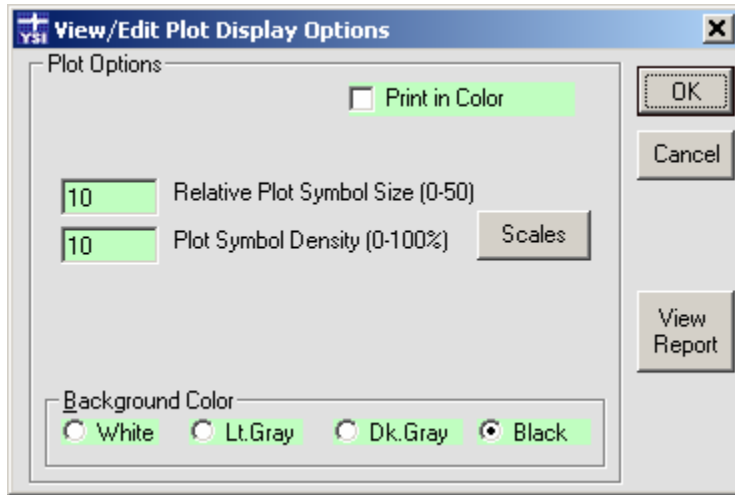 YSI View/Edit Plot Display Options
Plot Options
Print in Color
OK
Cancel
10 Relative Plot Symbol Size (0-50)
10 Plot Symbol Density (0-100%)
Scales
View
Report
Background Color
White Lt.Gray Dk.Gray Black